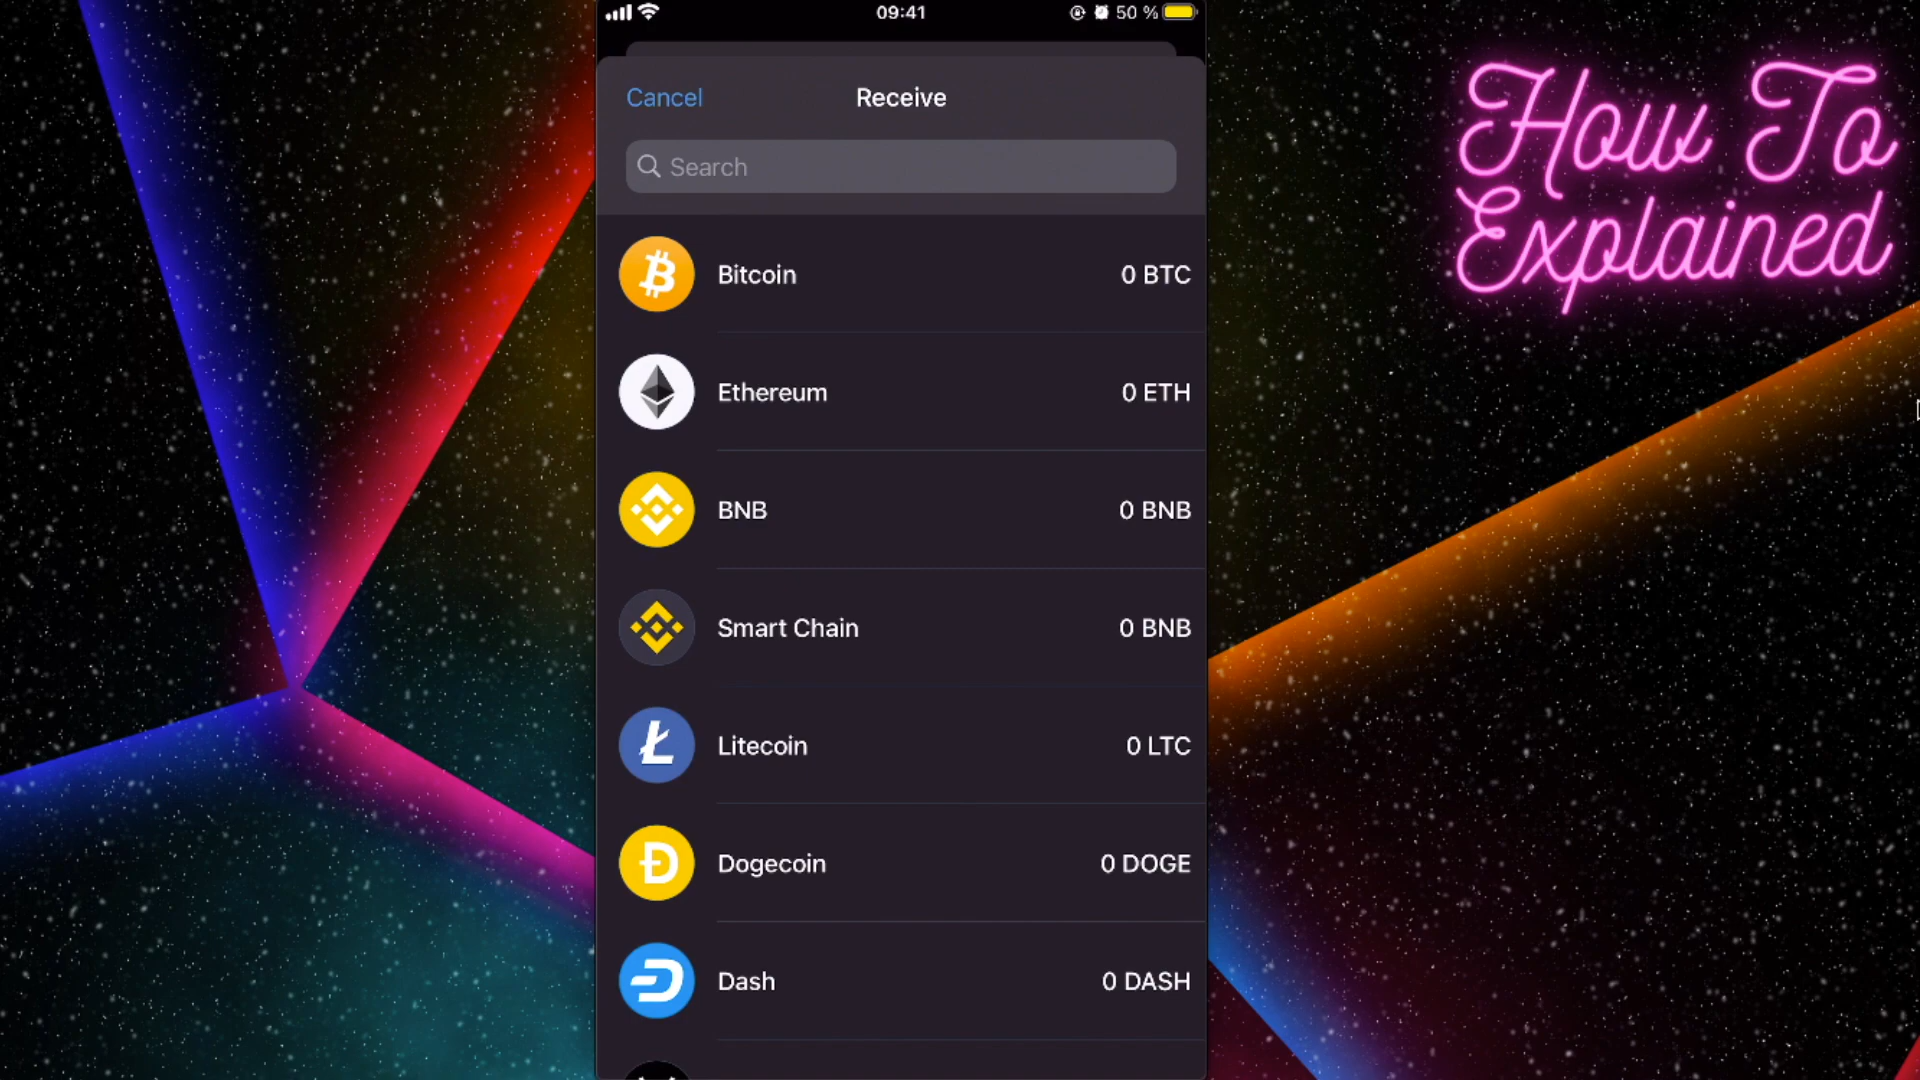 09:41
50 %
Cancel
Receive
Search
Bitcoin 0 BTC
Ethereum 0 ETH
BNB 0 BNB
Smart Chain 0 BNB
Litecoin 0 LTC
Dogecoin 0 DOGE
Dash 0 DASH
How To
Explained